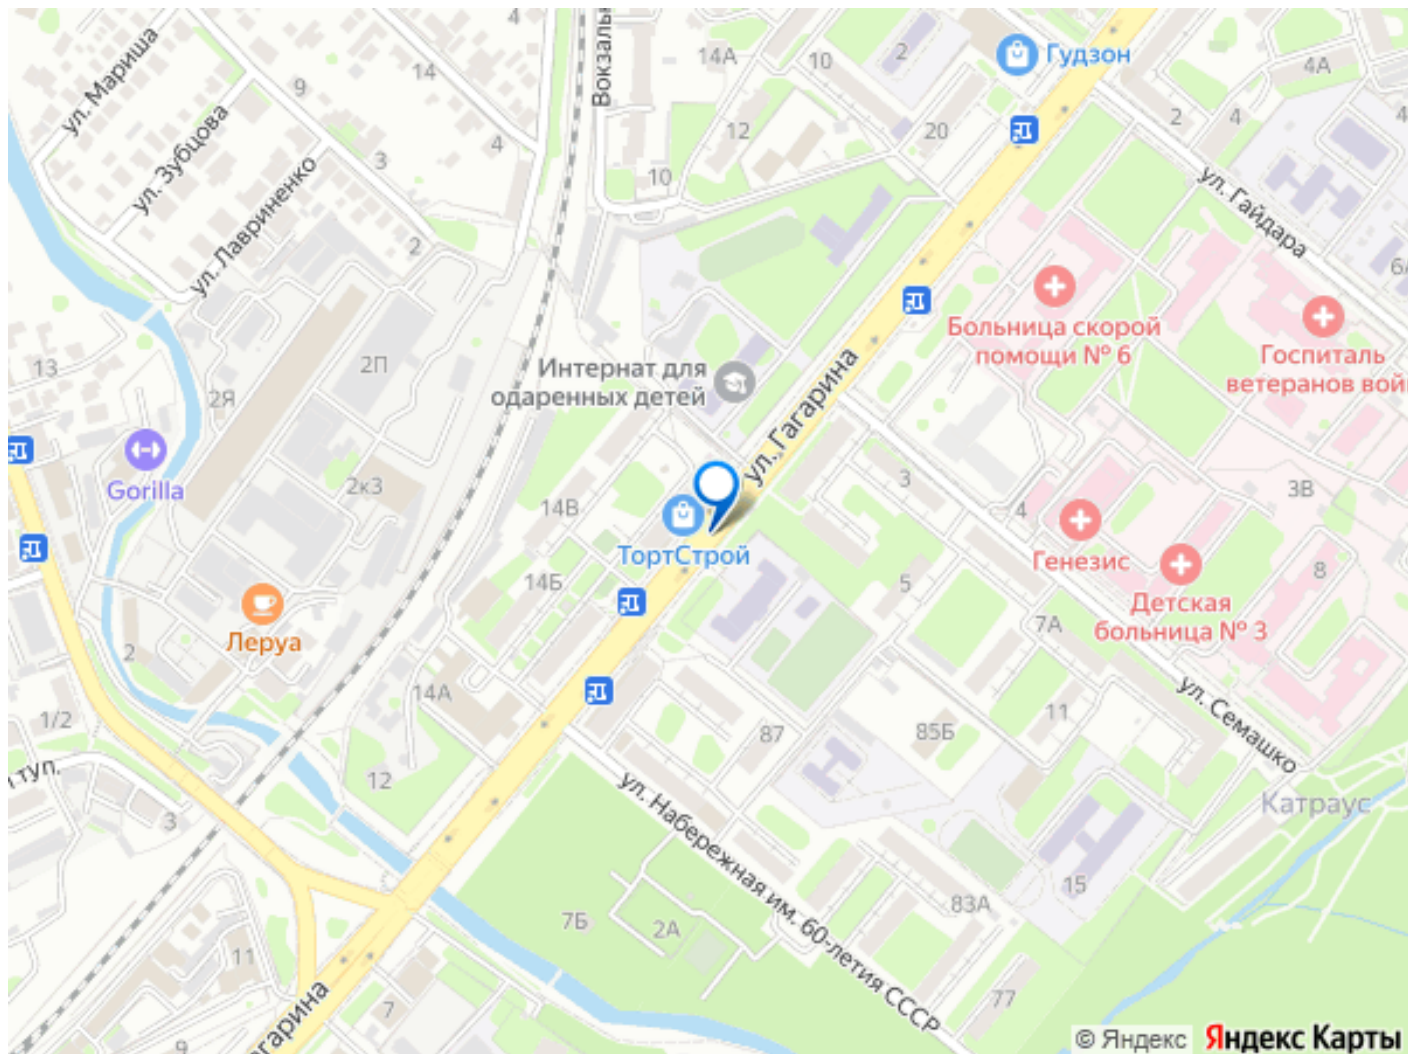 4
ул. Мариша
14
9
ул. Зубцова
3
4
ул. Лавриненко
2
14А
10
2
Гудзон
4А
12
20
2
4
4
10
ул. Гайдара
Больница скорой
помощи № 6
Госпиталь
13
2П
2Я
Интернат для
одаренных детей
ул. Гагарина
Gorilla
2к3
14В
3
3В
4
ТортСтрой
Генезис
14Б
5
8
Детская
больница № 3
Леруа
7А
2
14А
ул. Семашко
1/2
87
85Б
11
12
Катраус
3
ул. Набережная им. 60-летия СССР
7Б
2А
83А
15
11
77
7
9
© Яндекс
Яндекс Карты